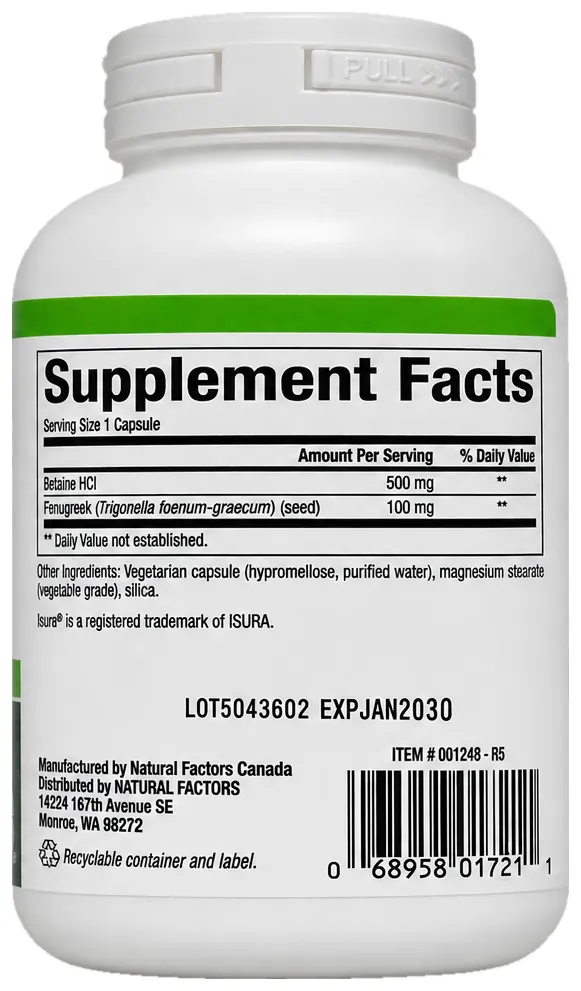 PULL >>>
Supplement Facts
Serving Size 1 Capsule
Amount Per Serving % Daily Value
Betaine HCl 500 mg **
Fenugreek (Trigonella foenum-graecum) (seed) 100 mg **
** Daily Value not established.
Other Ingredients: Vegetarian capsule (hypromellose, purified water), magnesium stearate
(vegetable grade), silica.
Isura® is a registered trademark of ISURA.
LOT5043602 EXPJAN2030
ITEM # 001248 - R5
Manufactured by Natural Factors Canada
Distributed by NATURAL FACTORS
14224 167th Avenue SE
Monroe, WA 98272
Recyclable container and label.
0 68958 01721 1